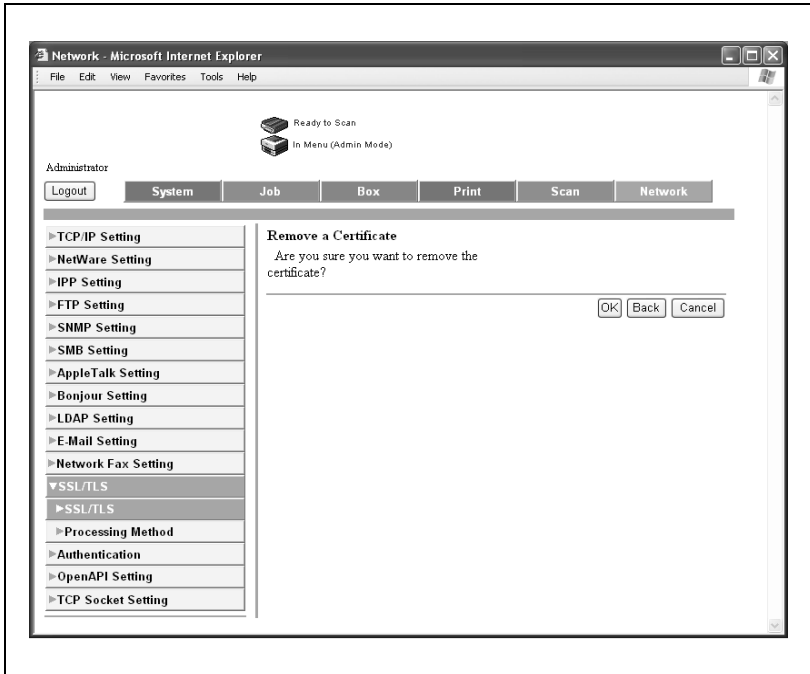 Network - Microsoft Internet Explorer
File Edit View Favorites Tools Help
Ready to Scan
In Menu (Admin Mode)
Administrator
Logout System Job Box Print Scan Network
TCP/IP Setting
NetWare Setting
IPP Setting
FTP Setting
SNMP Setting
SMB Setting
AppleTalk Setting
Bonjour Setting
LDAP Setting
E-Mail Setting
Network Fax Setting
SSL/TLS
SSL/TLS
Processing Method
Authentication
OpenAPI Setting
TCP Socket Setting
Remove a Certificate
Are you sure you want to remove the
certificate?
OK Back Cancel